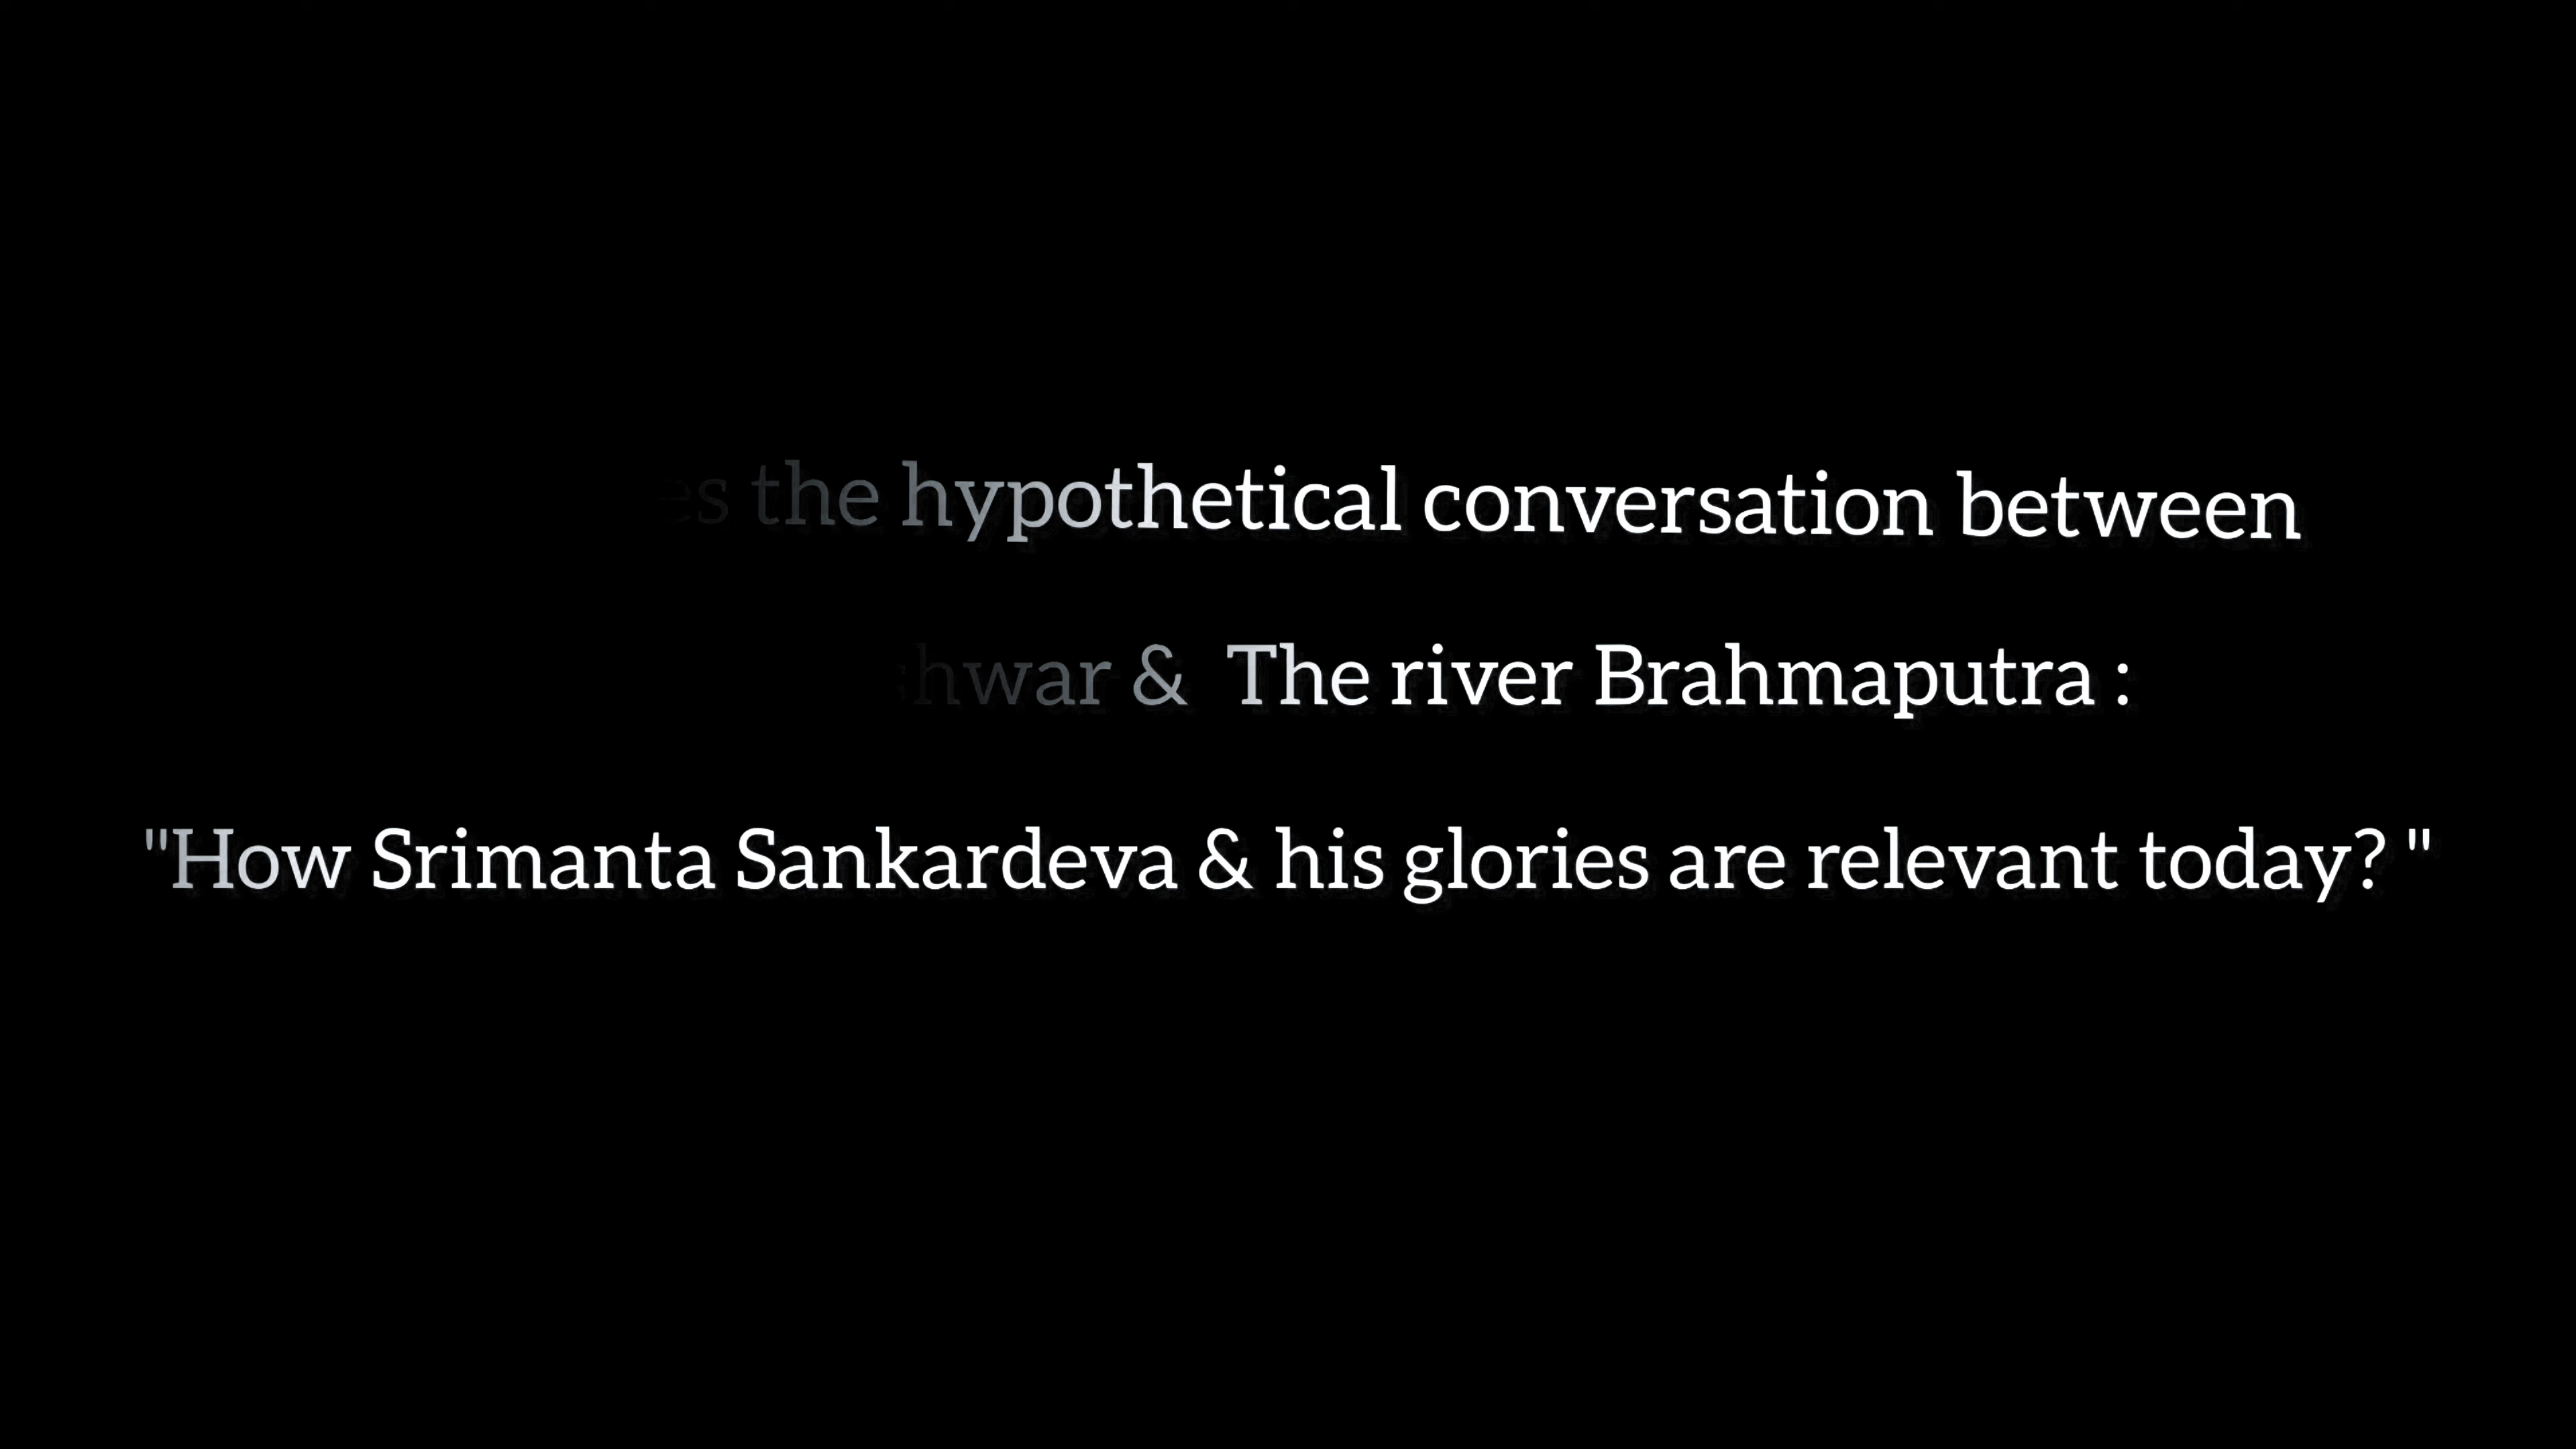 the hypothetical conversation between
& The river Brahmaputra :
"How Srimanta Sankardeva & his glories are relevant today? "